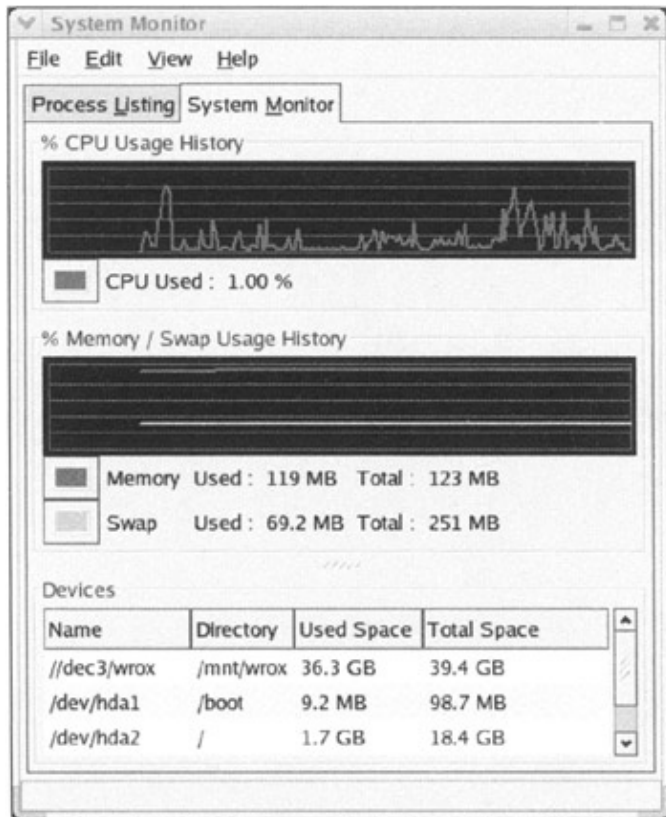 System Monitor
File Edit View Help
Process Listing System Monitor
% CPU Usage History
CPU Used : 1.00 %
% Memory / Swap Usage History
Memory Used : 119 MB Total : 123 MB
Swap Used : 69.2 MB Total : 251 MB
Devices
Name Directory Used Space Total Space
//dec3/wrox /mnt/wrox 36.3 GB 39.4 GB
/dev/hda1 /boot 9.2 MB 98.7 MB
/dev/hda2 / 1.7 GB 18.4 GB